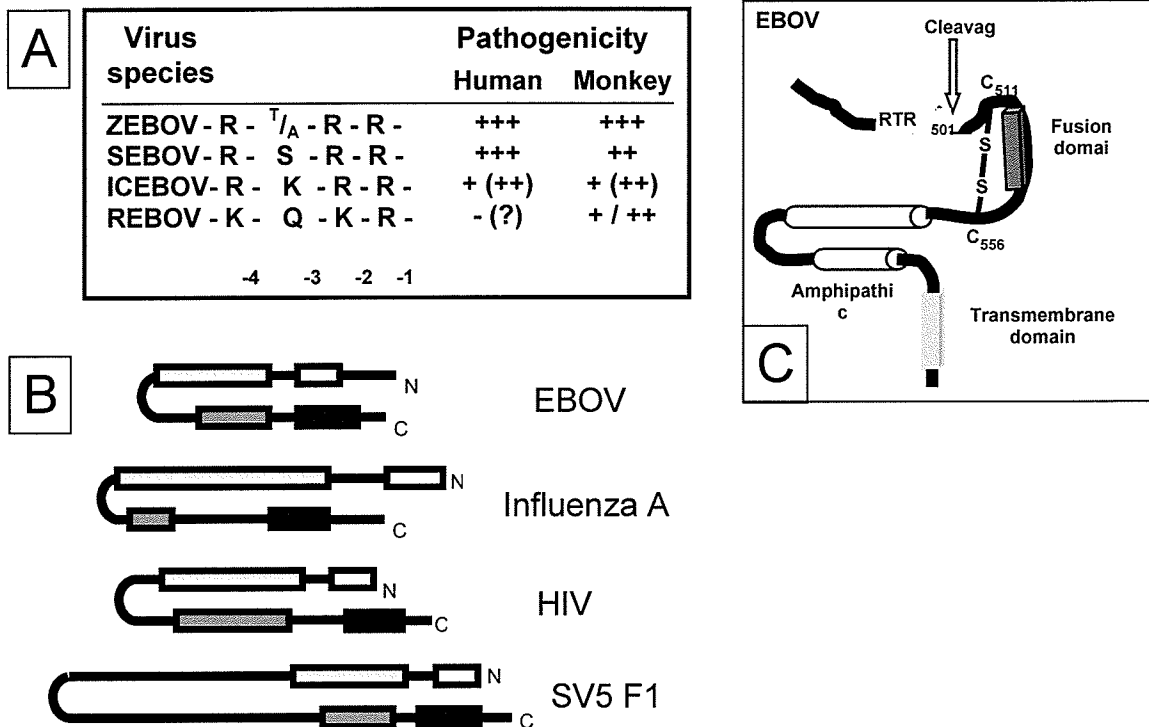 A
Virus species
Pathogenicity
Human Monkey
ZEBOV - R - T/A - R - R - +++ +++
SEBOV - R - S - R - R - +++ ++
ICEBOV - R - K - R - R - + (++) + (++)
REBOV - K - Q - K - R - - (?) + / ++
-4 -3 -2 -1
B
N
EBOV
C
N
Influenza A
C
N
HIV
C
N
SV5 F1
C
EBOV
Cleavag
C511
RTR
501
Fusion
domai
S
S
C556
Amphipathi
c
Transmembrane
domain
C